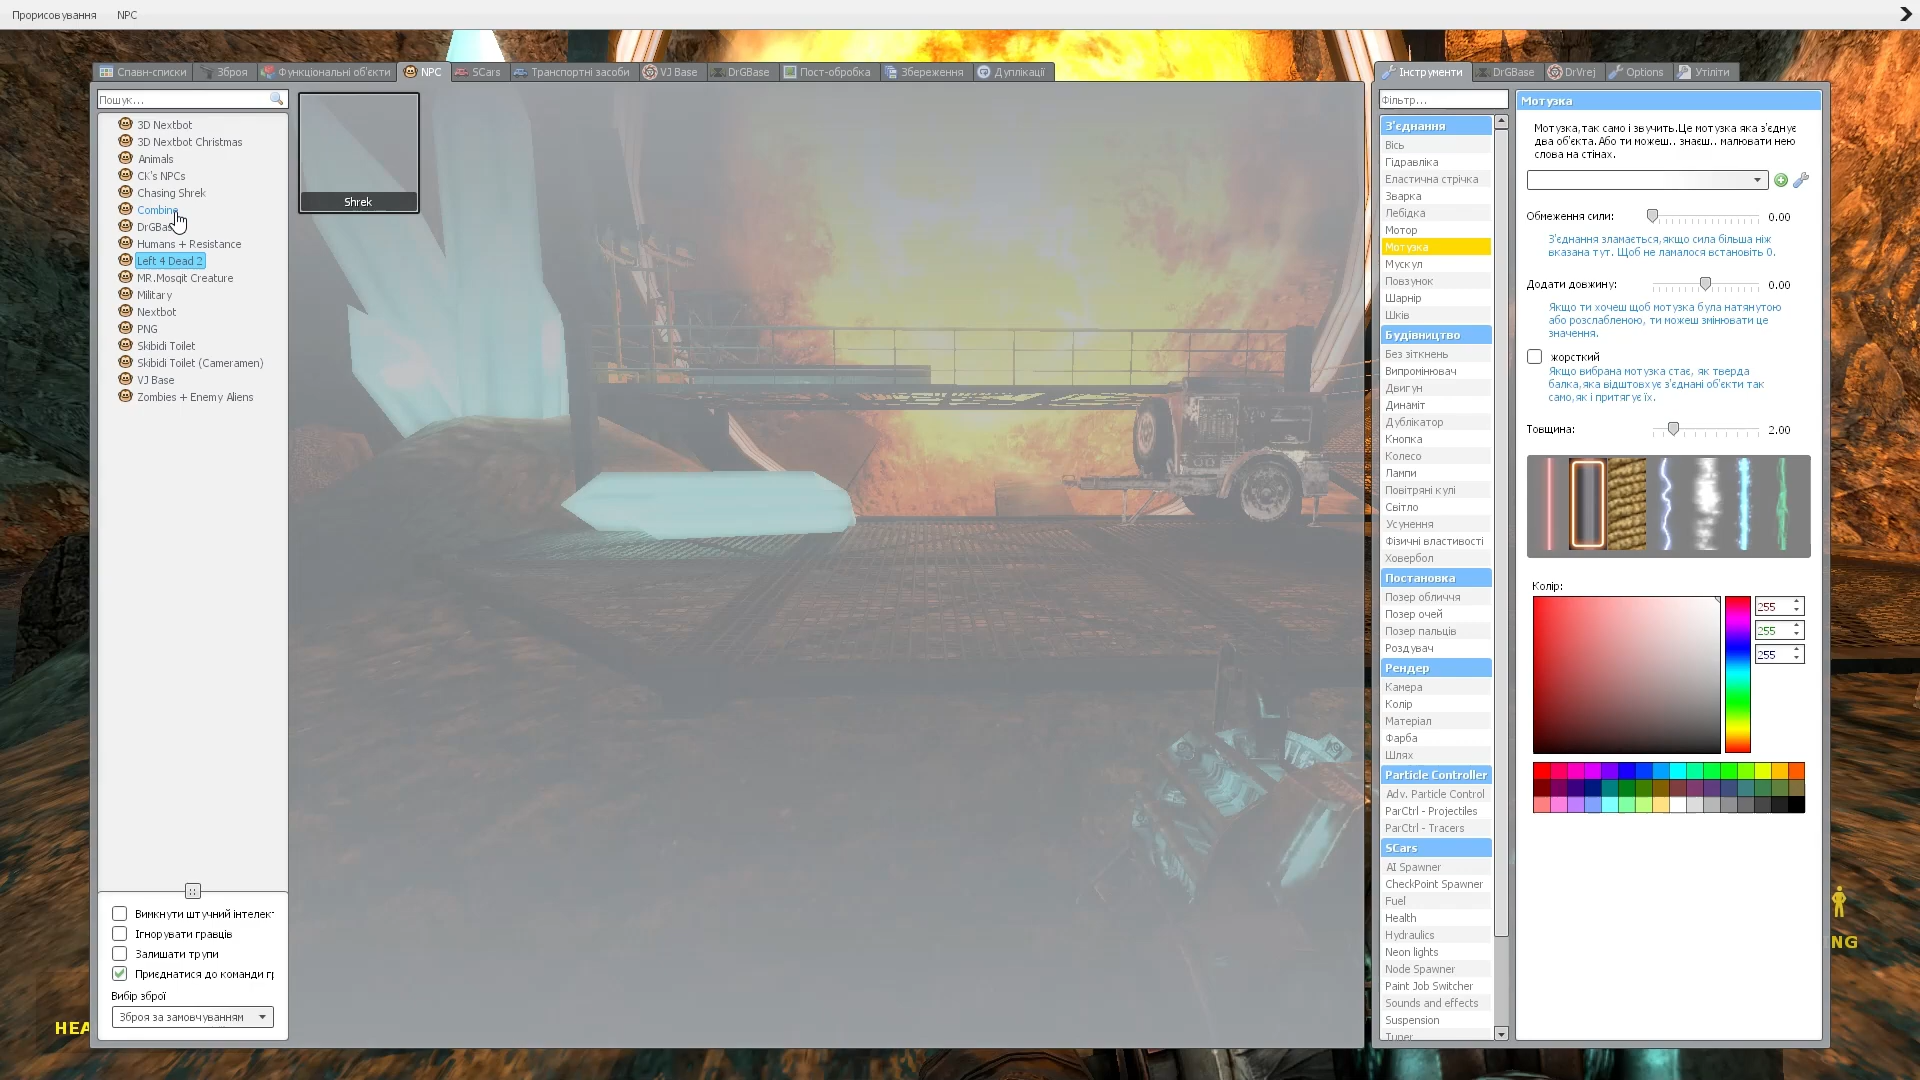 Прорисовування NPC
Спавн-списки Зброя Функціональні об'єкти NPC SCars Транспортні засоби VJ Base DrGBase Пост-обробка Збереження Дуплікації
Пошук...
3D Nextbot
3D Nextbot Christmas
Animals
CK's NPCs
Chasing Shrek
Combine
DrGBase
Humans + Resistance
Left 4 Dead 2
MR.Mosqit Creature
Military
Nextbot
PNG
Skibidi Toilet
Skibidi Toilet (Cameramen)
VJ Base
Zombies + Enemy Aliens
Shrek
Вимкнути штучний інтелект
Ігнорувати гравців
Залишати трупи
Приєднатися до команди гр
Вибір зброї
Зброя за замовчуванням
HEA
Інструменти DrGBase DrVrej Options Утіліти
Фільтр...
З'єднання
Вісь
Гідравліка
Еластична стрічка
Зварка
Лебідка
Мотор
Мотузка
Мускул
Повзунок
Шарнір
Шків
Будівництво
Без зіткнень
Випромінювач
Двигун
Динаміт
Дублікатор
Кнопка
Колесо
Лампи
Повітряні кулі
Світло
Усунення
Фізичні властивості
Ховербол
Постановка
Позер обличчя
Позер очей
Позер пальців
Роздувач
Рендер
Камера
Колір
Матеріал
Фарба
Шлях
Particle Controller
Adv. Particle Control
ParCtrl - Projectiles
ParCtrl - Tracers
SCars
AI Spawner
CheckPoint Spawner
Fuel
Health
Hydraulics
Neon lights
Node Spawner
Paint Job Switcher
Sounds and effects
Suspension
Tuner
Мотузка
Мотузка,так само і звучить.Це мотузка яка з'єднує
два об'єкта. Або ти можеш.. знаєш.. малювати нею
слова на стінах.
Обмеження сили: 0.00
З'єднання зламається,якщо сила більша ніж
вказана тут. Щоб не ламалося встановіть 0.
Додати довжину: 0.00
Якщо ти хочеш щоб мотузка була натянутою
або розслабленою, ти можеш змінювати це
значення.
жорсткий
Якщо вибрана мотузка стає, як тверда
балка,яка відштовхує з'єднані об'єкти так
само,як і притягує їх.
Товщина: 2.00
Колір:
255
255
255
NG